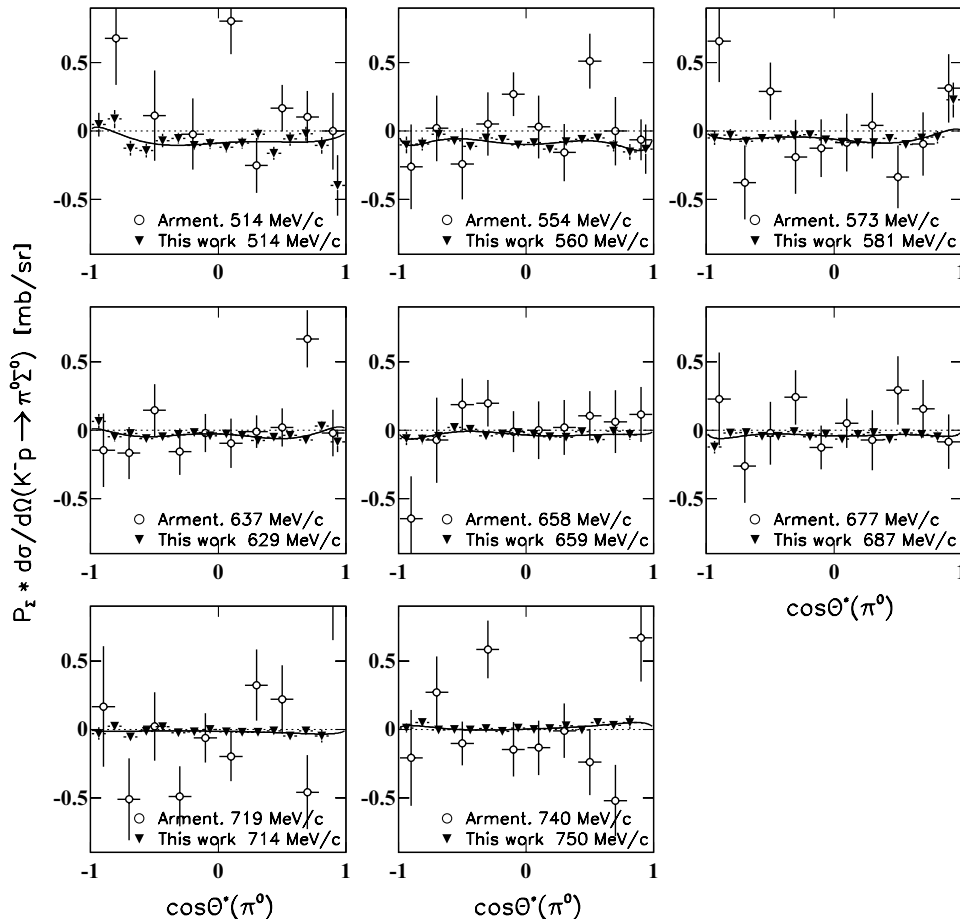 P_Σ * dσ/dΩ(K⁻p → π⁰Σ⁰) [mb/sr]
0.5
0
-0.5
Arment. 514 MeV/c
This work 514 MeV/c
-1 0 1
0.5
0
-0.5
Arment. 554 MeV/c
This work 560 MeV/c
-1 0 1
0.5
0
-0.5
Arment. 573 MeV/c
This work 581 MeV/c
-1 0 1
0.5
0
-0.5
Arment. 637 MeV/c
This work 629 MeV/c
-1 0 1
0.5
0
-0.5
Arment. 658 MeV/c
This work 659 MeV/c
-1 0 1
0.5
0
-0.5
Arment. 677 MeV/c
This work 687 MeV/c
-1 0 1
cosΘ*(π⁰)
0.5
0
-0.5
Arment. 719 MeV/c
This work 714 MeV/c
-1 0 1
cosΘ*(π⁰)
0.5
0
-0.5
Arment. 740 MeV/c
This work 750 MeV/c
-1 0 1
cosΘ*(π⁰)